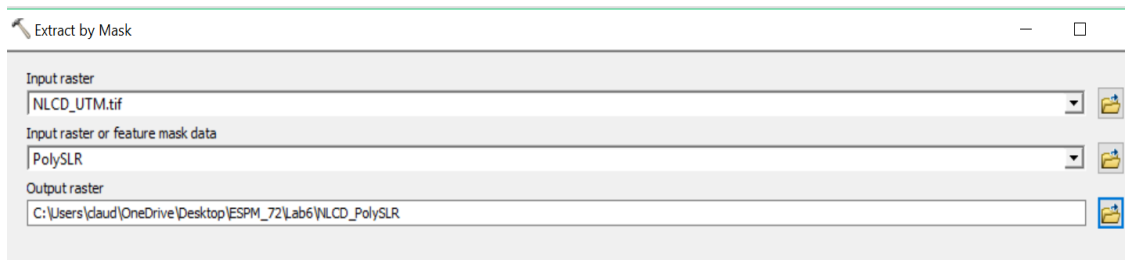 Extract by Mask
Input raster
NLCD_UTM.tif
Input raster or feature mask data
PolySLR
Output raster
C:\Users\claud\OneDrive\Desktop\ESPM_72\Lab6\NLCD_PolySLR